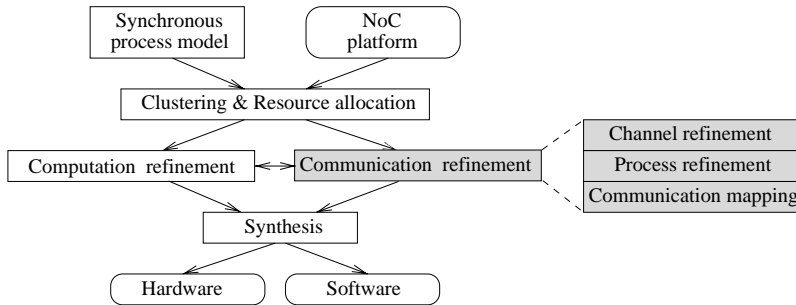 Synchronous
process model
NoC
platform
Clustering & Resource allocation
Computation refinement
Communication refinement
Channel refinement
Process refinement
Communication mapping
Synthesis
Hardware
Software